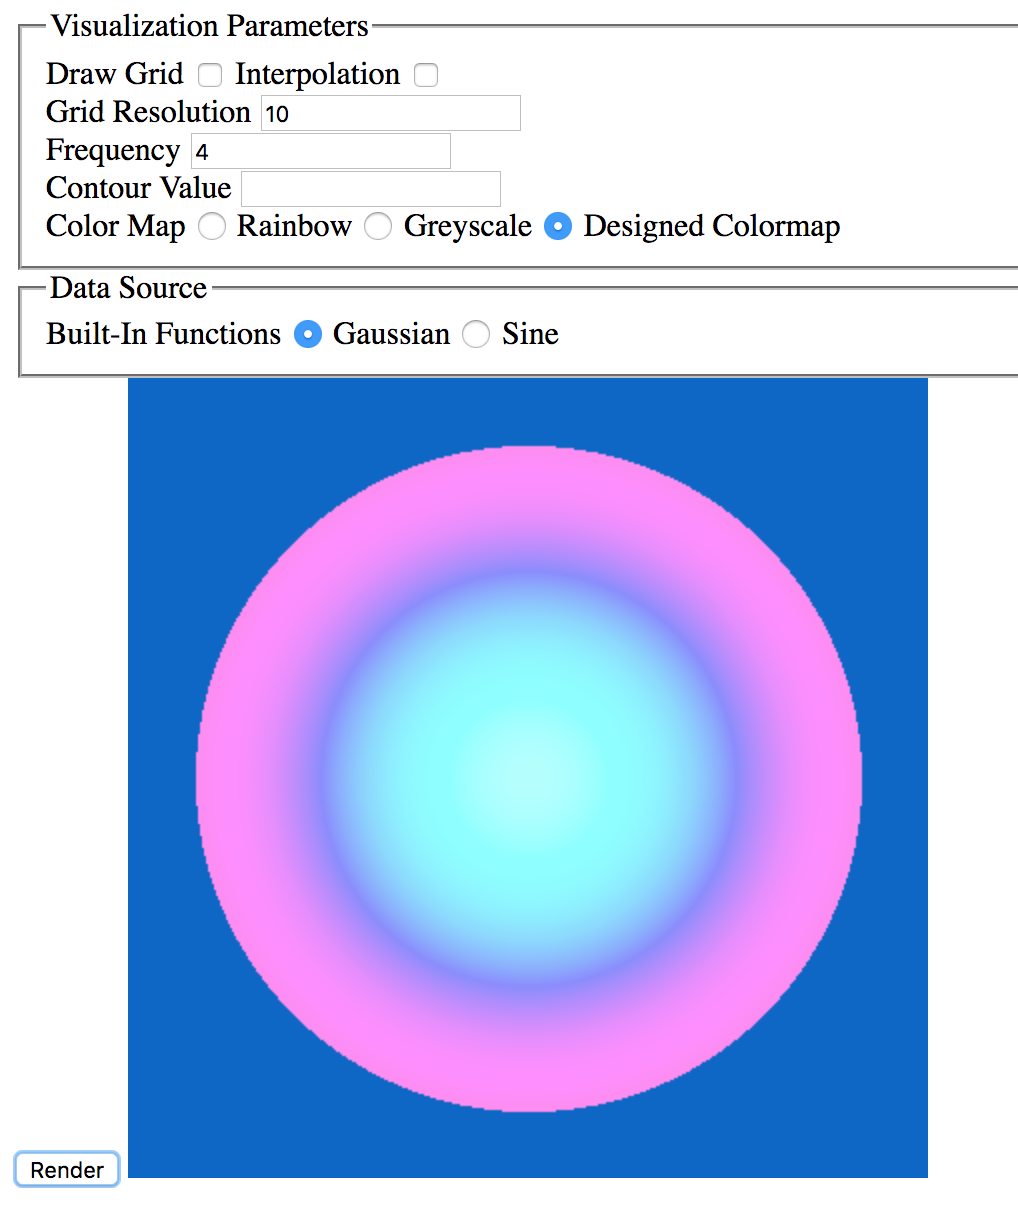 Visualization Parameters
Draw Grid Interpolation
Grid Resolution 10
Frequency 4
Contour Value
Color Map Rainbow Greyscale Designed Colormap
Data Source
Built-In Functions Gaussian Sine
Render